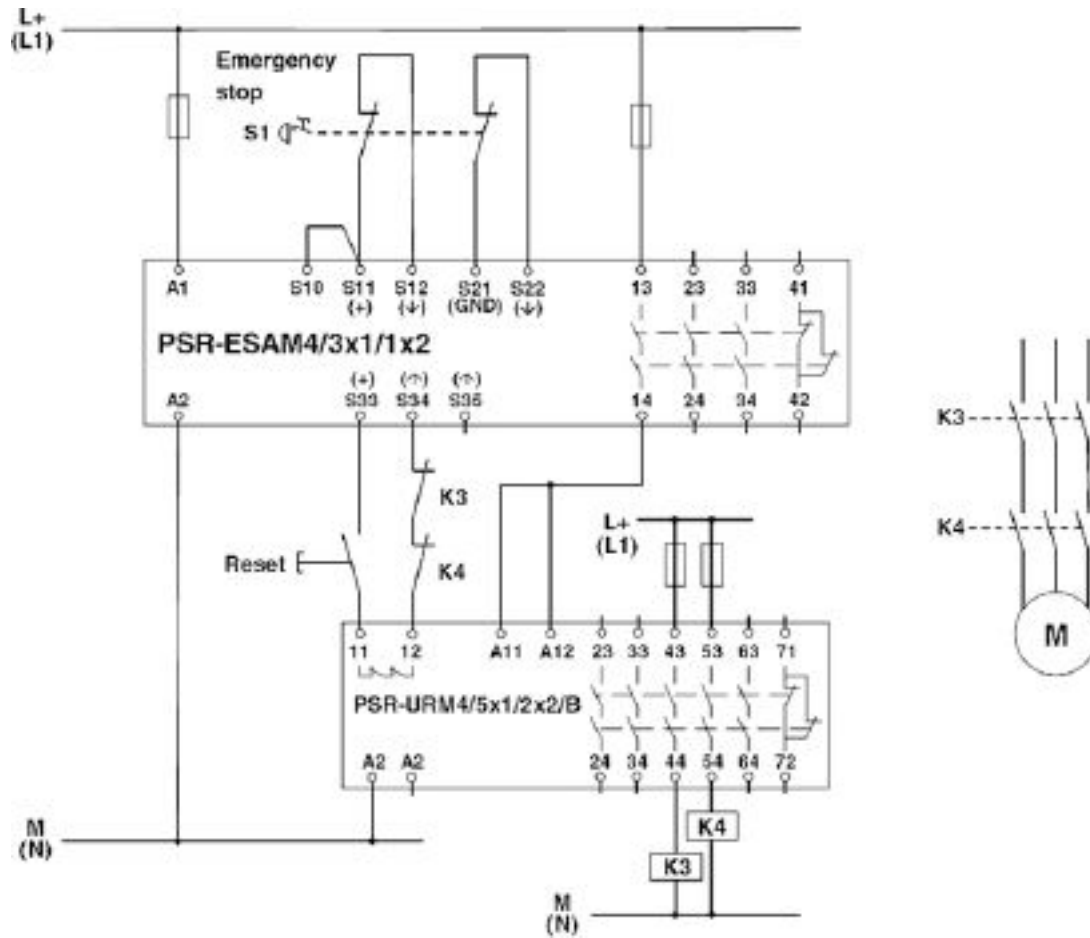 L+
(L1)
Emergency
stop
S1
A1 S10 S11 S12 S21 S22 13 23 33 41
(+) (↓) (GND) (↓)
PSR-ESAM4/3x1/1x2
(+)
A2 S33 S34 S35 14 24 34 42
K3
K3
L+
(L1)
K4
Reset
K4
M
11 12 A11 A12 23 33 43 53 63 71
PSR-URM4/5x1/2x2/B
A2 A2 24 34 44 54 64 72
M
(N)
K4
K3
M
(N)